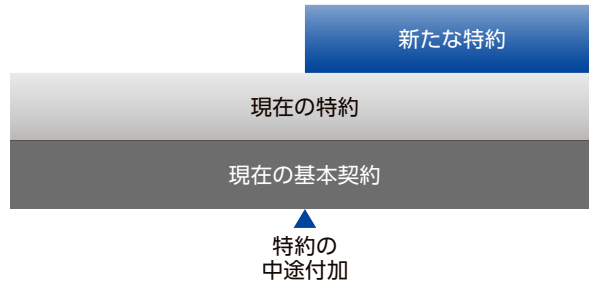 新たな特約
現在の特約
現在の基本契約
特約の
中途付加